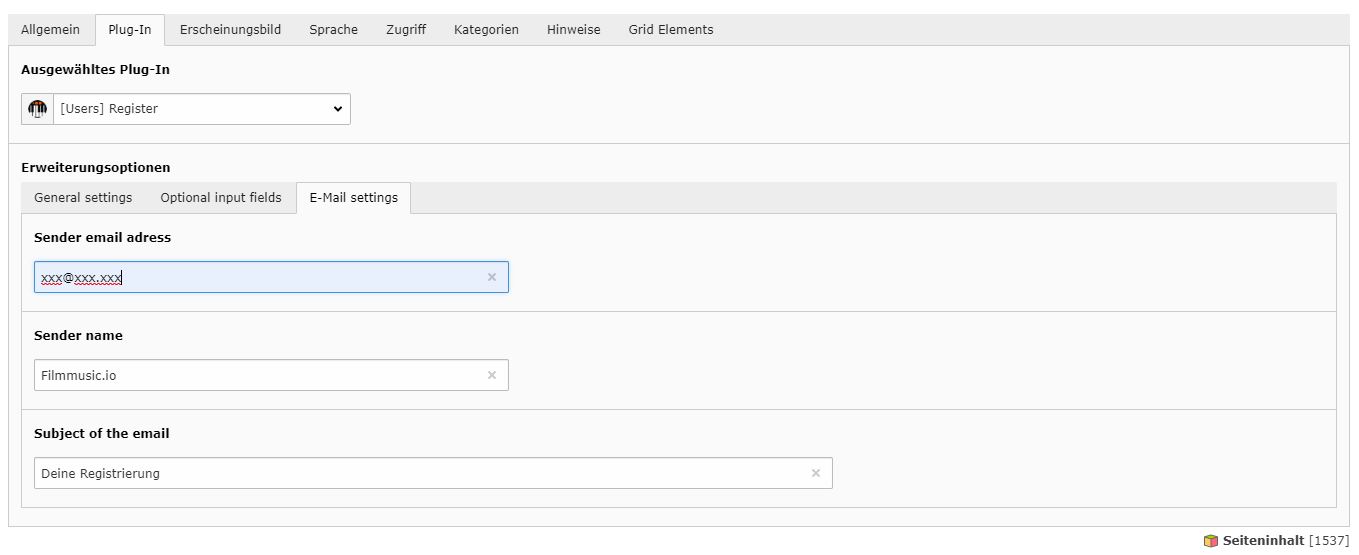 Allgemein Plug-In Erscheinungsbild Sprache Zugriff Kategorien Hinweise Grid Elements
Ausgewähltes Plug-In
[Users] Register
Erweiterungsoptionen
General settings Optional input fields E-Mail settings
Sender email adress
xxx@xxx.xxx
Sender name
Filmmusic.io
Subject of the email
Deine Registrierung
Seiteninhalt [1537]